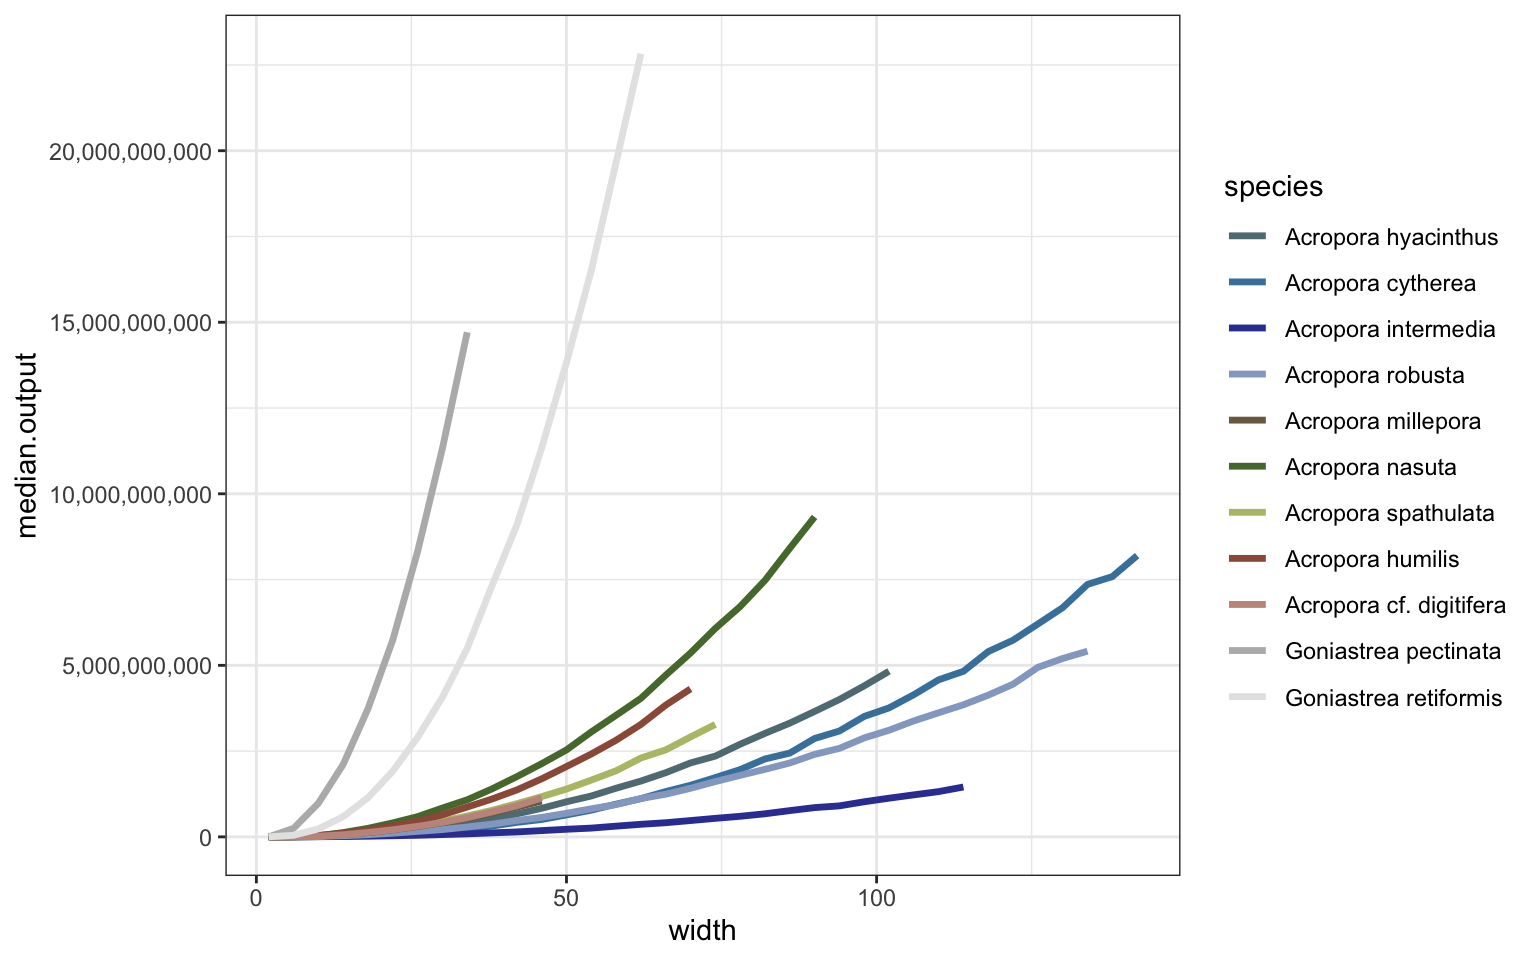 20,000,000,000
15,000,000,000
10,000,000,000
5,000,000,000
0
median.output
0 50 100
width
species
Acropora hyacinthus
Acropora cytherea
Acropora intermedia
Acropora robusta
Acropora millepora
Acropora nasuta
Acropora spathulata
Acropora humilis
Acropora cf. digitifera
Goniastrea pectinata
Goniastrea retiformis